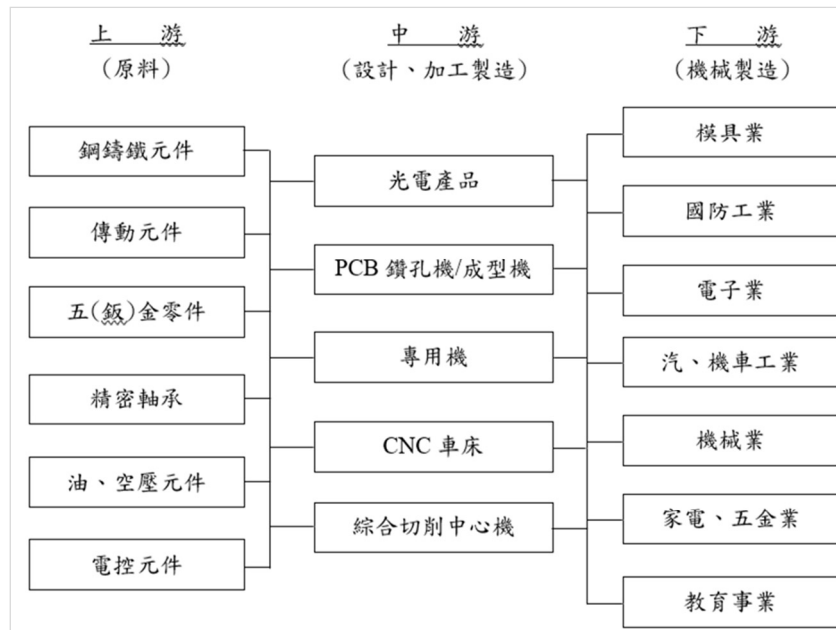 上 游
(原料)
鋼鑄鐵元件
傳動元件
五(鈑)金零件
精密軸承
油、空壓元件
電控元件
中 游
(設計、加工製造)
光電產品
PCB 鑽孔機/成型機
專用機
CNC 車床
綜合切削中心機
下 游
(機械製造)
模具業
國防工業
電子業
汽、機車工業
機械業
家電、五金業
教育事業